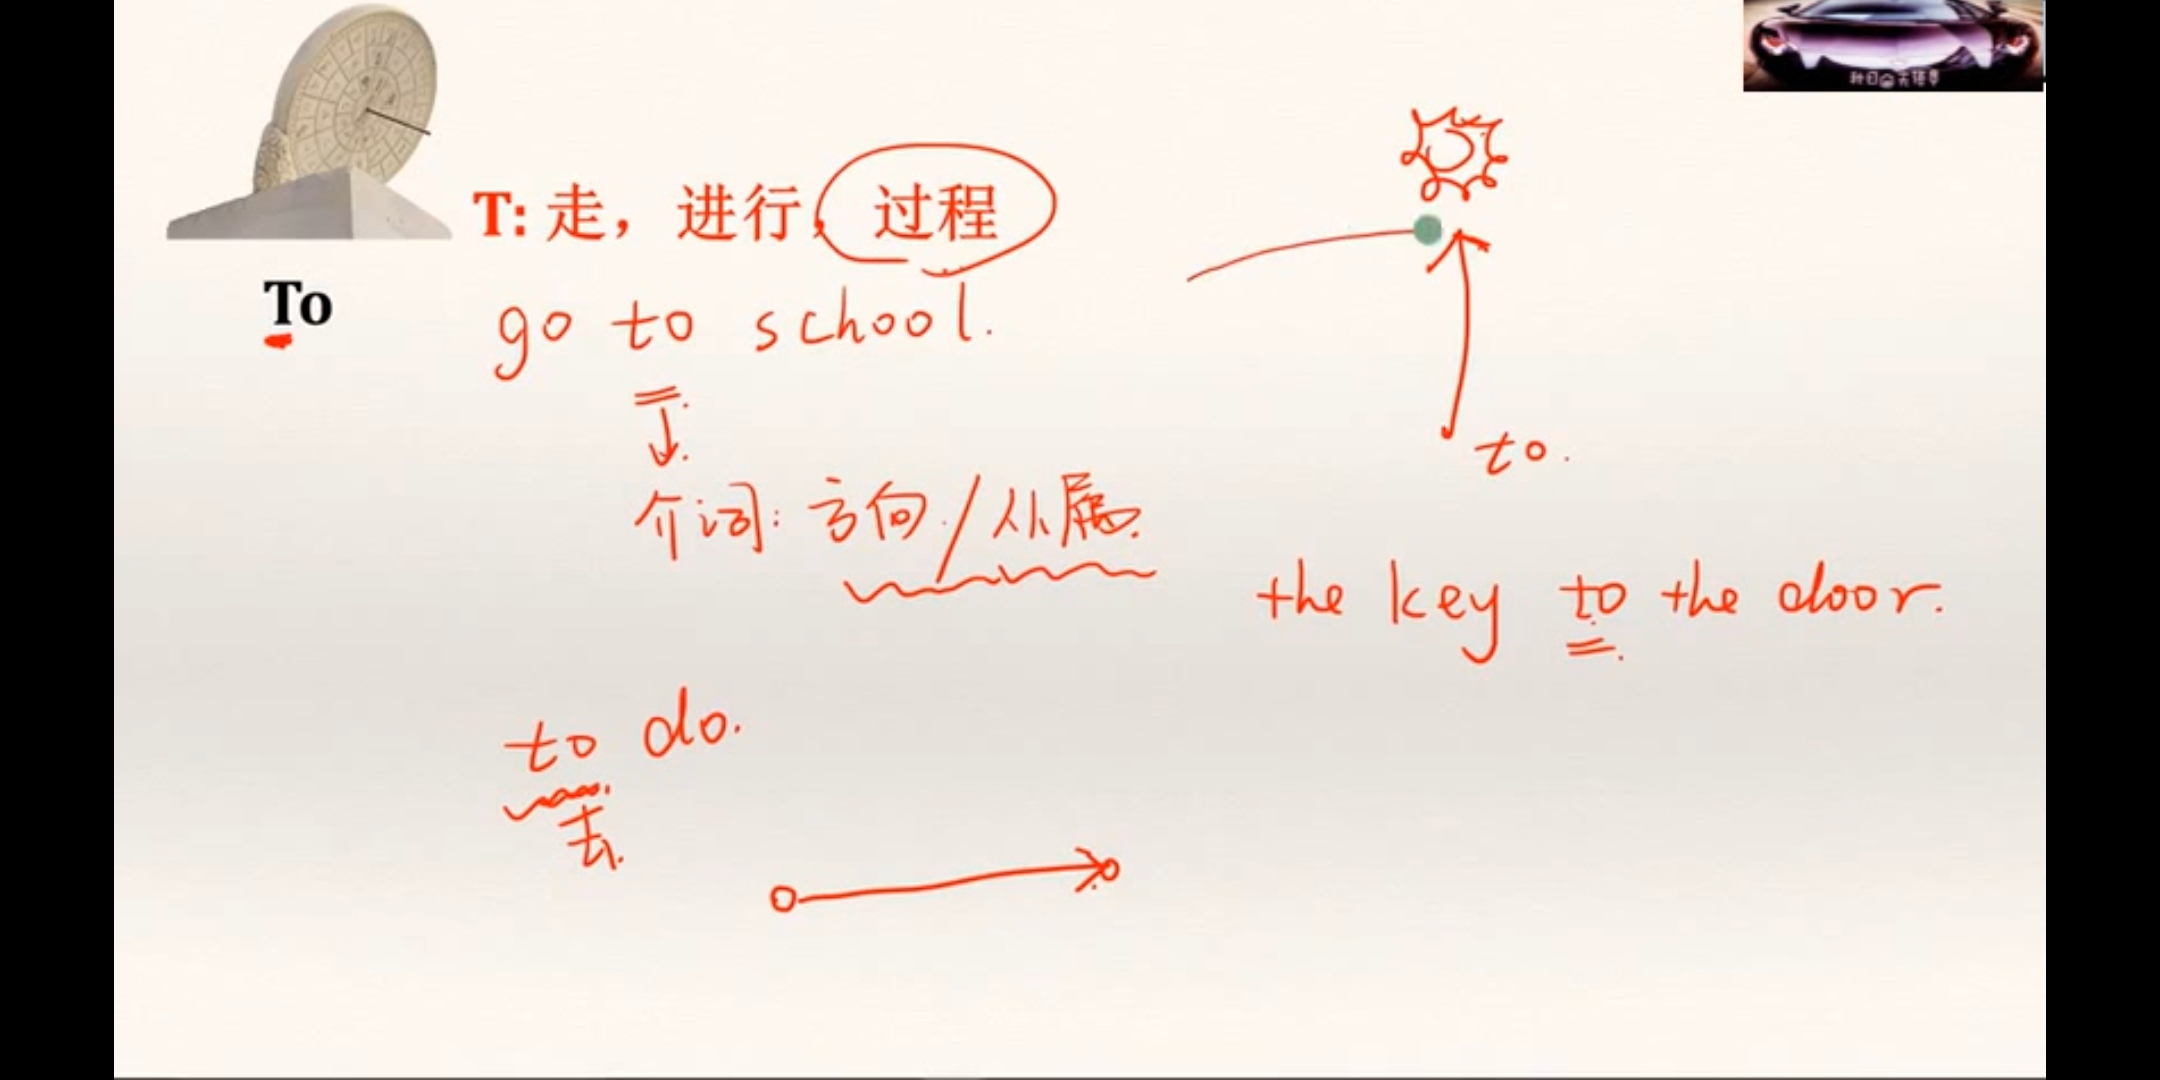 T: 走，进行，过程
To
go to school.
to.
介词: 方向/从属.
the key to the door.
to do.
去.